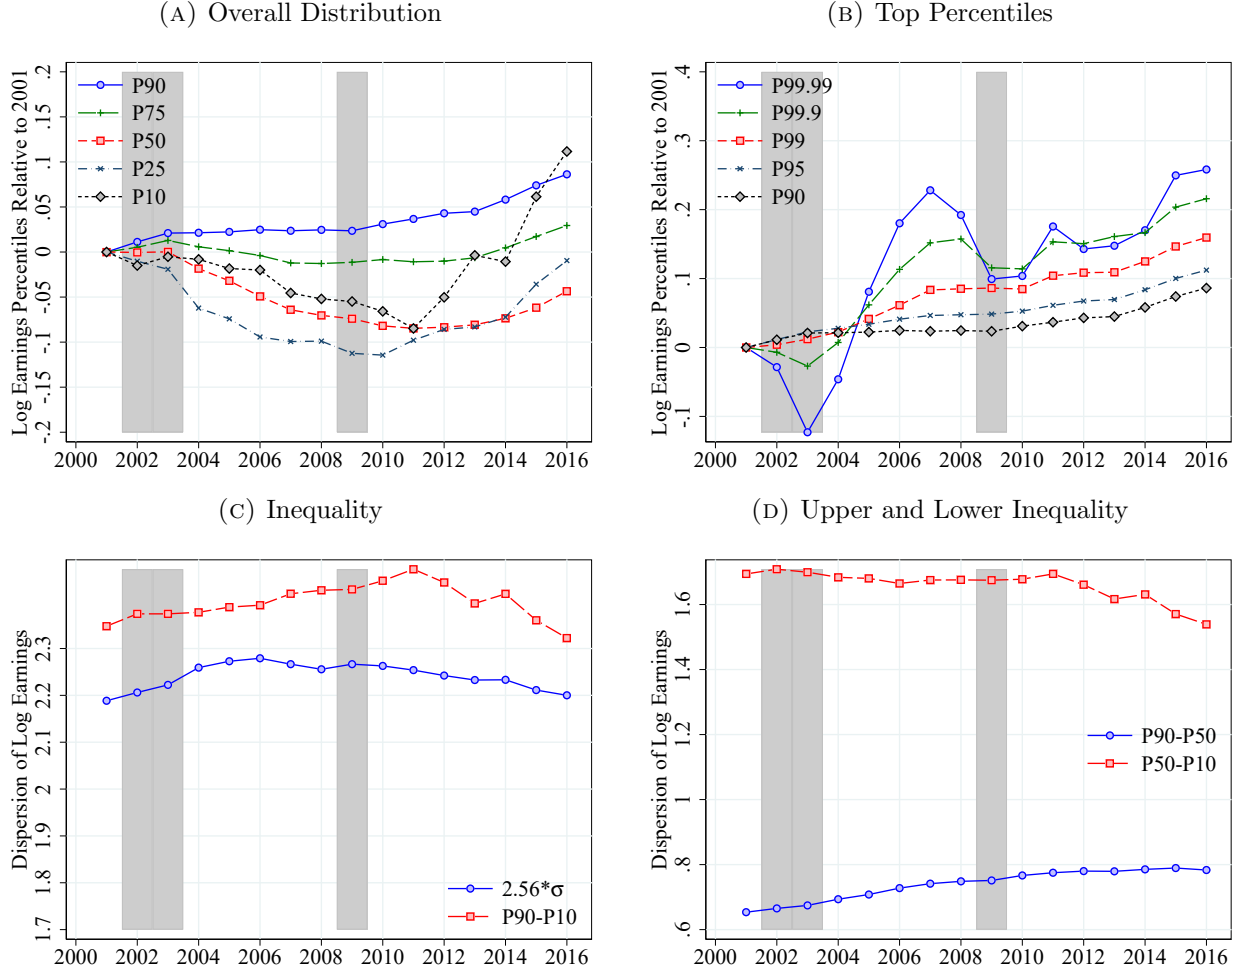 (A) Overall Distribution
Log Earnings Percentiles Relative to 2001
.2
.15
.1
.05
0
-.05
-.1
-.15
-.2
P90
P75
P50
P25
P10
2000 2002 2004 2006 2008 2010 2012 2014 2016
(B) Top Percentiles
Log Earnings Percentiles Relative to 2001
.4
.3
.2
.1
0
-.1
P99.99
P99.9
P99
P95
P90
2000 2002 2004 2006 2008 2010 2012 2014 2016
(C) Inequality
Dispersion of Log Earnings
2.3
2.2
2.1
2
1.9
1.8
1.7
2.56*σ
P90-P10
2000 2002 2004 2006 2008 2010 2012 2014 2016
(D) Upper and Lower Inequality
Dispersion of Log Earnings
1.6
1.4
1.2
1
.8
.6
P90-P50
P50-P10
2000 2002 2004 2006 2008 2010 2012 2014 2016